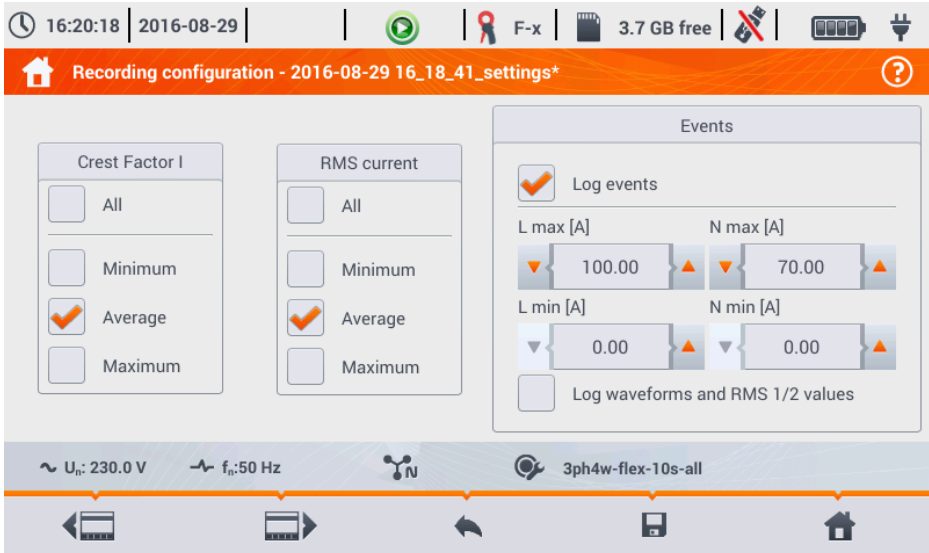 16:20:18 2016-08-29 F-x 3.7 GB free
Recording configuration - 2016-08-29 16_18_41_settings* ?
Crest Factor I
All
Minimum
Average
Maximum
RMS current
All
Minimum
Average
Maximum
Events
Log events
L max [A] N max [A]
100.00 70.00
L min [A] N min [A]
0.00 0.00
Log waveforms and RMS 1/2 values
Un: 230.0 V fn:50 Hz N 3ph4w-flex-10s-all